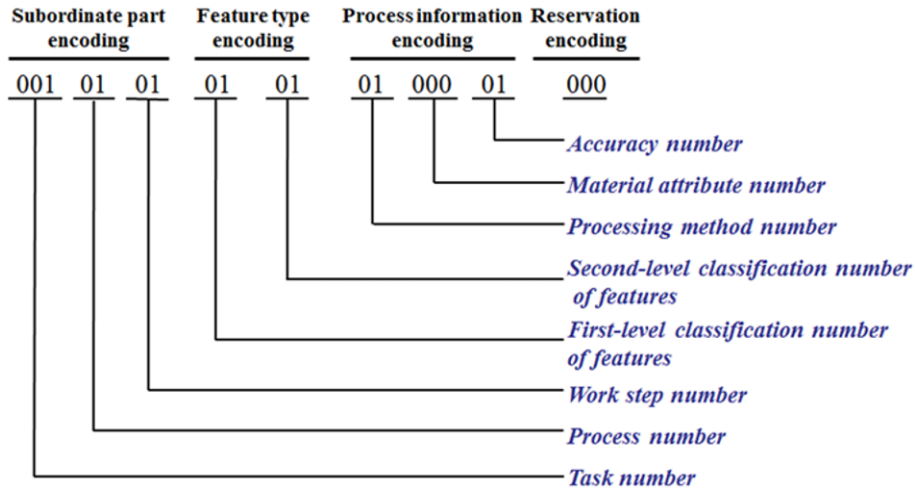 Subordinate part Feature type Process information Reservation
encoding encoding encoding encoding
001 01 01 01 01 01 000 01 000
Accuracy number
Material attribute number
Processing method number
Second-level classification number
of features
First-level classification number
of features
Work step number
Process number
Task number